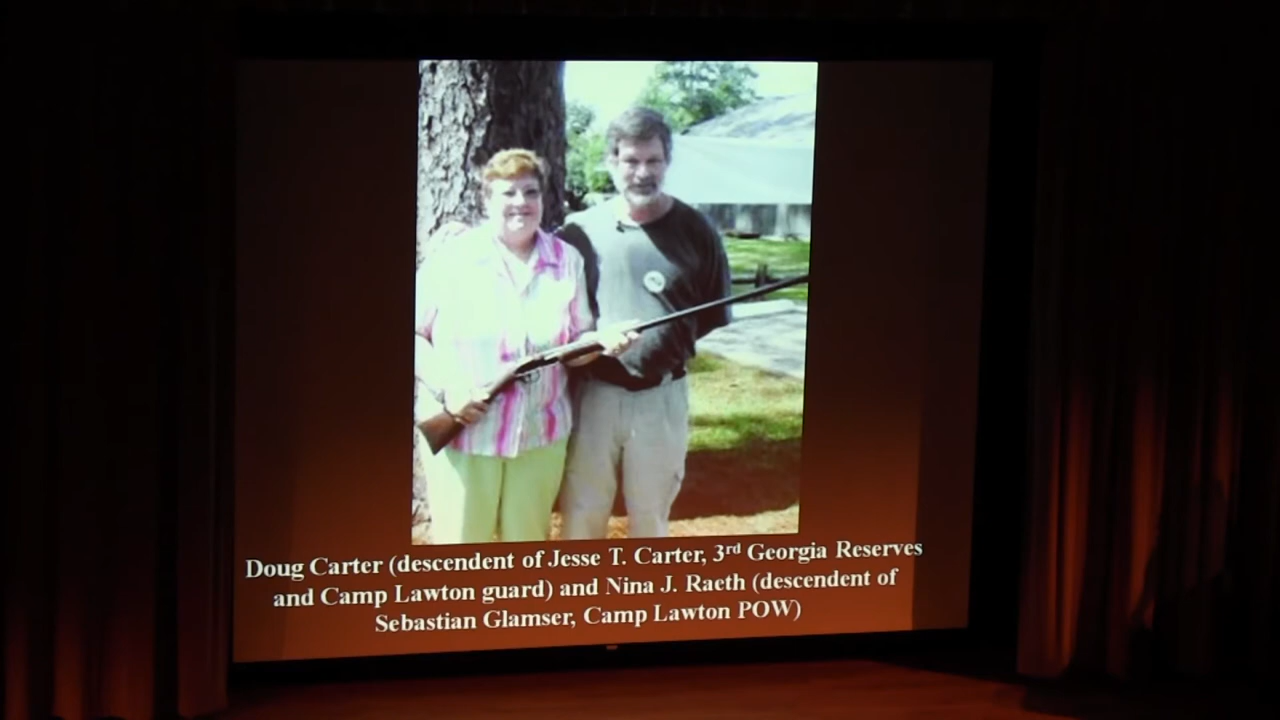 Doug Carter (descendent of Jesse T. Carter, 3rd Georgia Reserves
and Camp Lawton guard) and Nina J. Raeth (descendent of
Sebastian Glamser, Camp Lawton POW)